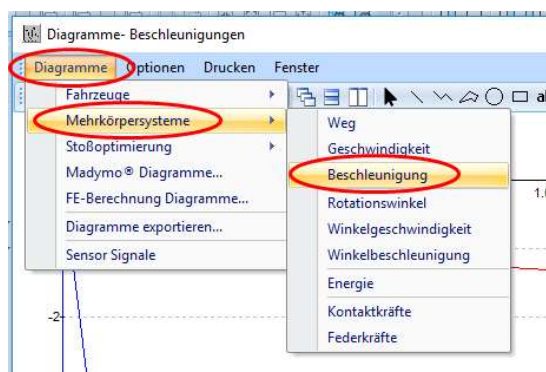 Diagramme- Beschleunigungen
Diagramme Optionen Drucken Fenster
Fahrzeuge
Mehrkörpersysteme
Stoßoptimierung
Madymo® Diagramme...
FE-Berechnung Diagramme...
Diagramme exportieren...
Sensor Signale
Weg
Geschwindigkeit
Beschleunigung
Rotationswinkel
Winkelgeschwindigkeit
Winkelbeschleunigung
Energie
Kontaktkräfte
Federkräfte
-2